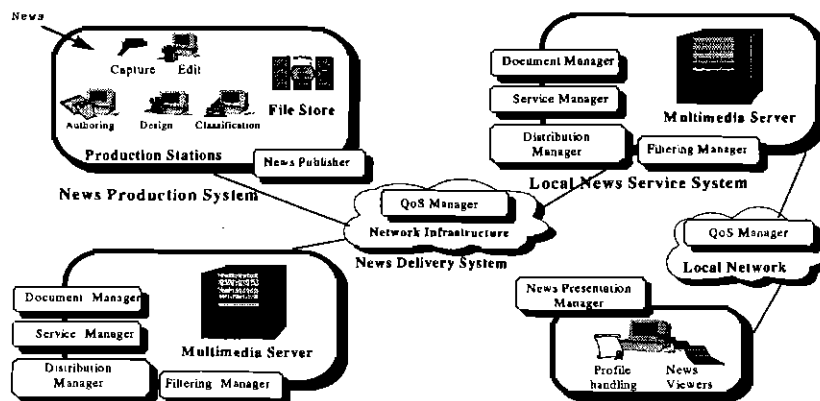 News
Capture Edit
Authoring Design Classification
File Store
Production Stations
News Publisher
News Production System
Document Manager
Service Manager
Distribution
Manager
Multimedia Server
Filtering Manager
Local News Service System
QoS Manager
Network Infrastructure
News Delivery System
QoS Manager
Local Network
Document Manager
Service Manager
Distribution
Manager
Multimedia Server
Filtering Manager
News Presentation
Manager
Profile
handling
News
Viewers